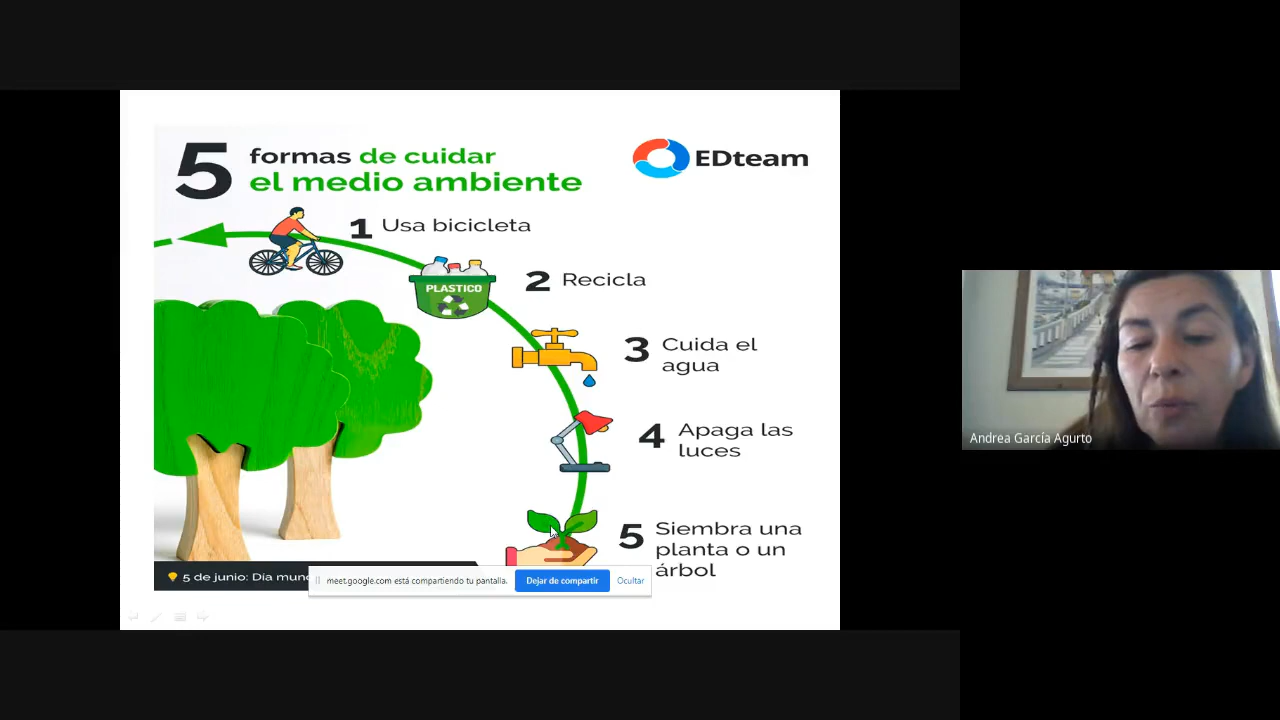 5 formas de cuidar
el medio ambiente
EDteam
1 Usa bicicleta
PLASTICO
2 Recicla
3 Cuida el
agua
4 Apaga las
luces
5 Siembra una
planta o un
árbol
5 de junio: Día
meet.google.com está compartiendo tu pantalla.
Dejar de compartir
Ocultar
Andrea García Agurto